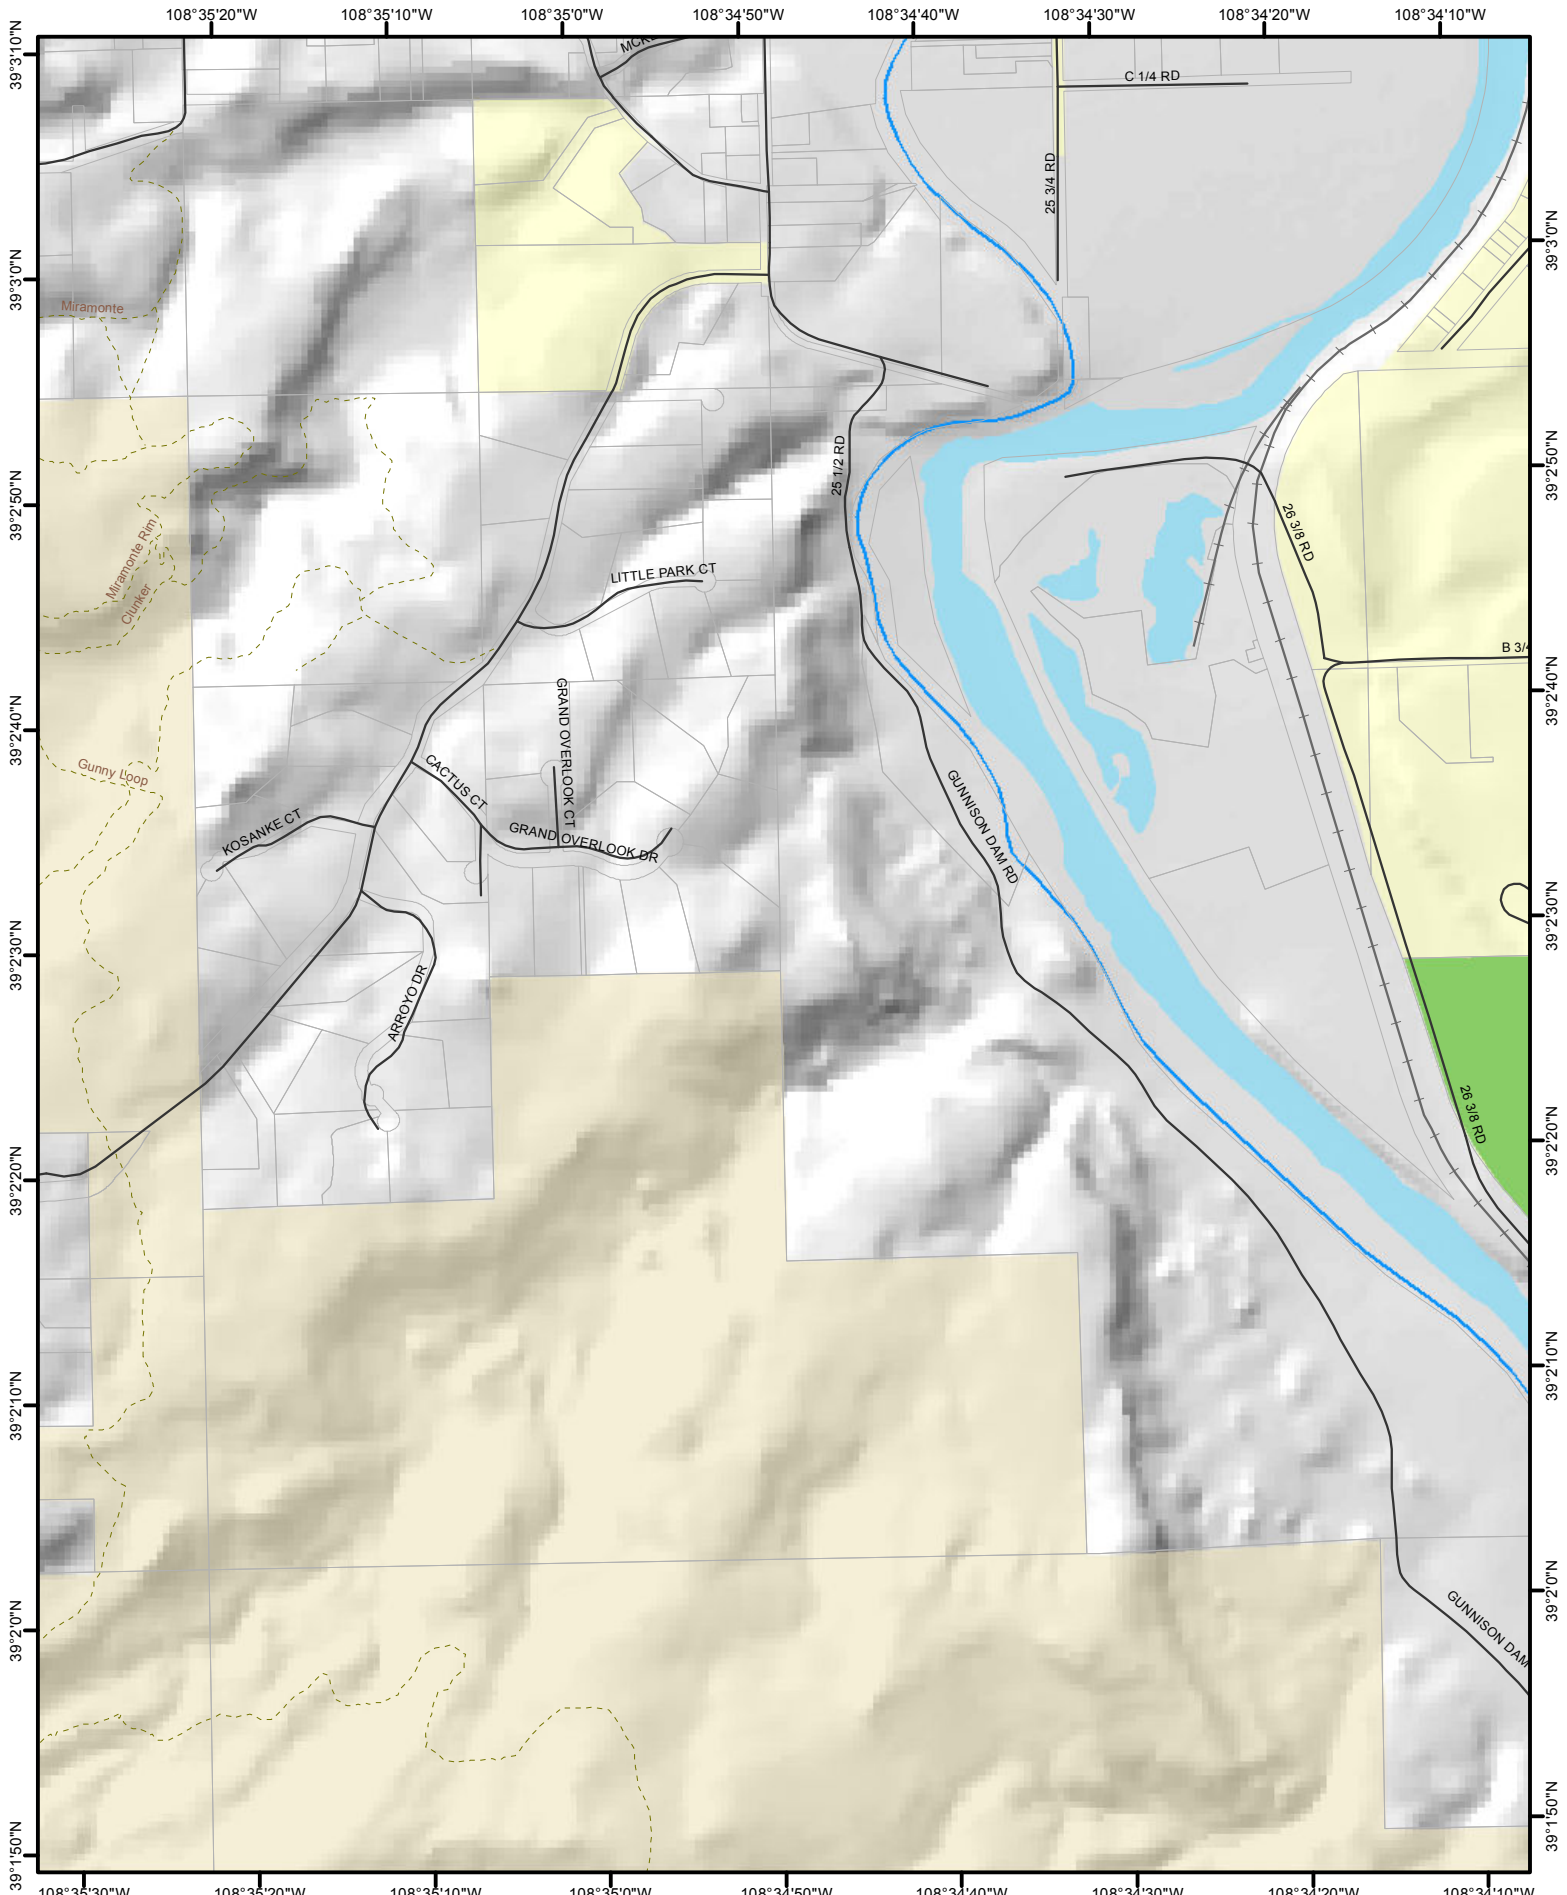 108°35'20"W 108°35'10"W 108°35'0"W 108°34'50"W 108°34'40"W 108°34'30"W 108°34'20"W 108°34'10"W
39°3'10"N
C 1/4 RD
25 3/4 RD
39°3'0"N
39°3'0"N
Miramonte
25 1/2 RD
39°2'50"N
39°2'50"N
26 3/8 RD
Miramonte Rim
Clunker
LITTLE PARK CT
B 3/4
39°2'40"N
39°2'40"N
GRAND OVERLOOK CT
Gunny Loop
CACTUS CT
GUNNISON DAM RD
KOSANKE CT
GRAND OVERLOOK DR
39°2'30"N
39°2'30"N
ARROYO DR
26 3/8 RD
39°2'20"N
39°2'20"N
39°2'10"N
39°2'10"N
39°2'0"N
39°2'0"N
GUNNISON DAM
39°1'50"N
39°1'50"N
108°35'30"W 108°35'20"W 108°35'10"W 108°35'0"W 108°34'50"W 108°34'40"W 108°34'30"W 108°34'20"W 108°34'10"W